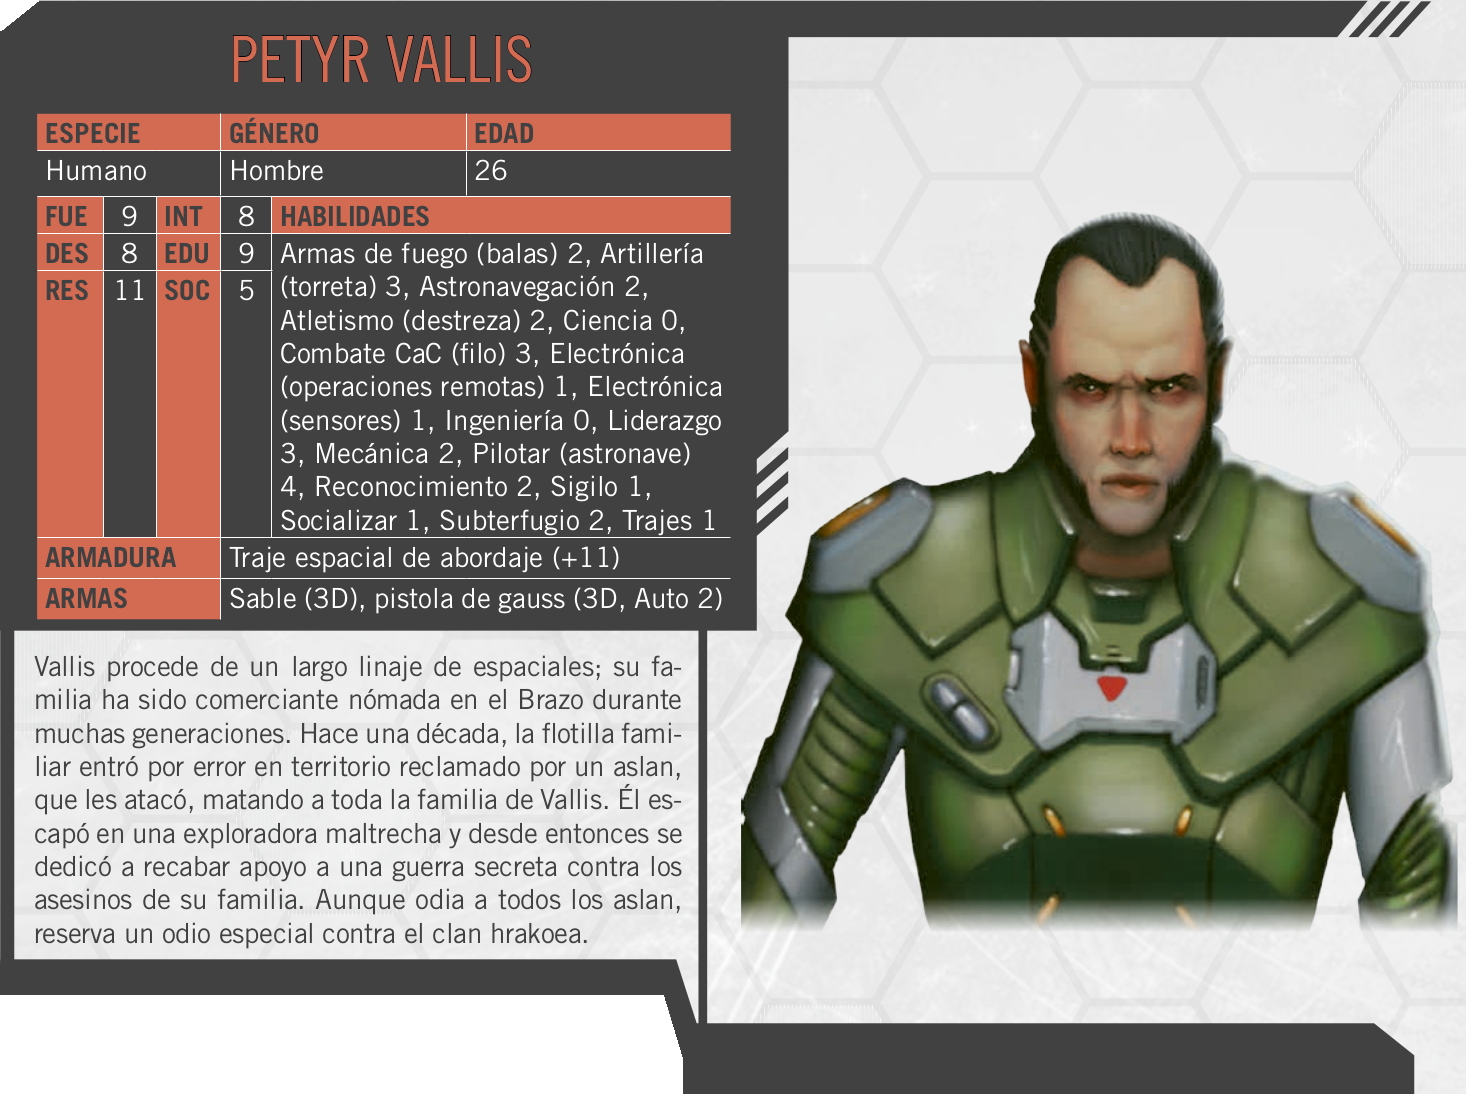 PETYR VALLIS
ESPECIE GÉNERO EDAD
Humano Hombre 26
FUE 9 INT 8 HABILIDADES
DES 8 EDU 9 Armas de fuego (balas) 2, Artillería
RES 11 SOC 5 (torreta) 3, Astronavegación 2,
Atletismo (destreza) 2, Ciencia 0,
Combate CaC (filo) 3, Electrónica
(operaciones remotas) 1, Electrónica
(sensores) 1, Ingeniería 0, Liderazgo
3, Mecánica 2, Pilotar (astronave)
4, Reconocimiento 2, Sigilo 1,
Socializar 1, Subterfugio 2, Trajes 1
ARMADURA Traje espacial de abordaje (+11)
ARMAS Sable (3D), pistola de gauss (3D, Auto 2)
Vallis procede de un largo linaje de espaciales; su fa-
milia ha sido comerciante nómada en el Brazo durante
muchas generaciones. Hace una década, la flotilla fami-
liar entró por error en territorio reclamado por un aslan,
que les atacó, matando a toda la familia de Vallis. Él es-
capó en una exploradora maltrecha y desde entonces se
dedicó a recabar apoyo a una guerra secreta contra los
asesinos de su familia. Aunque odia a todos los aslan,
reserva un odio especial contra el clan hrakoea.